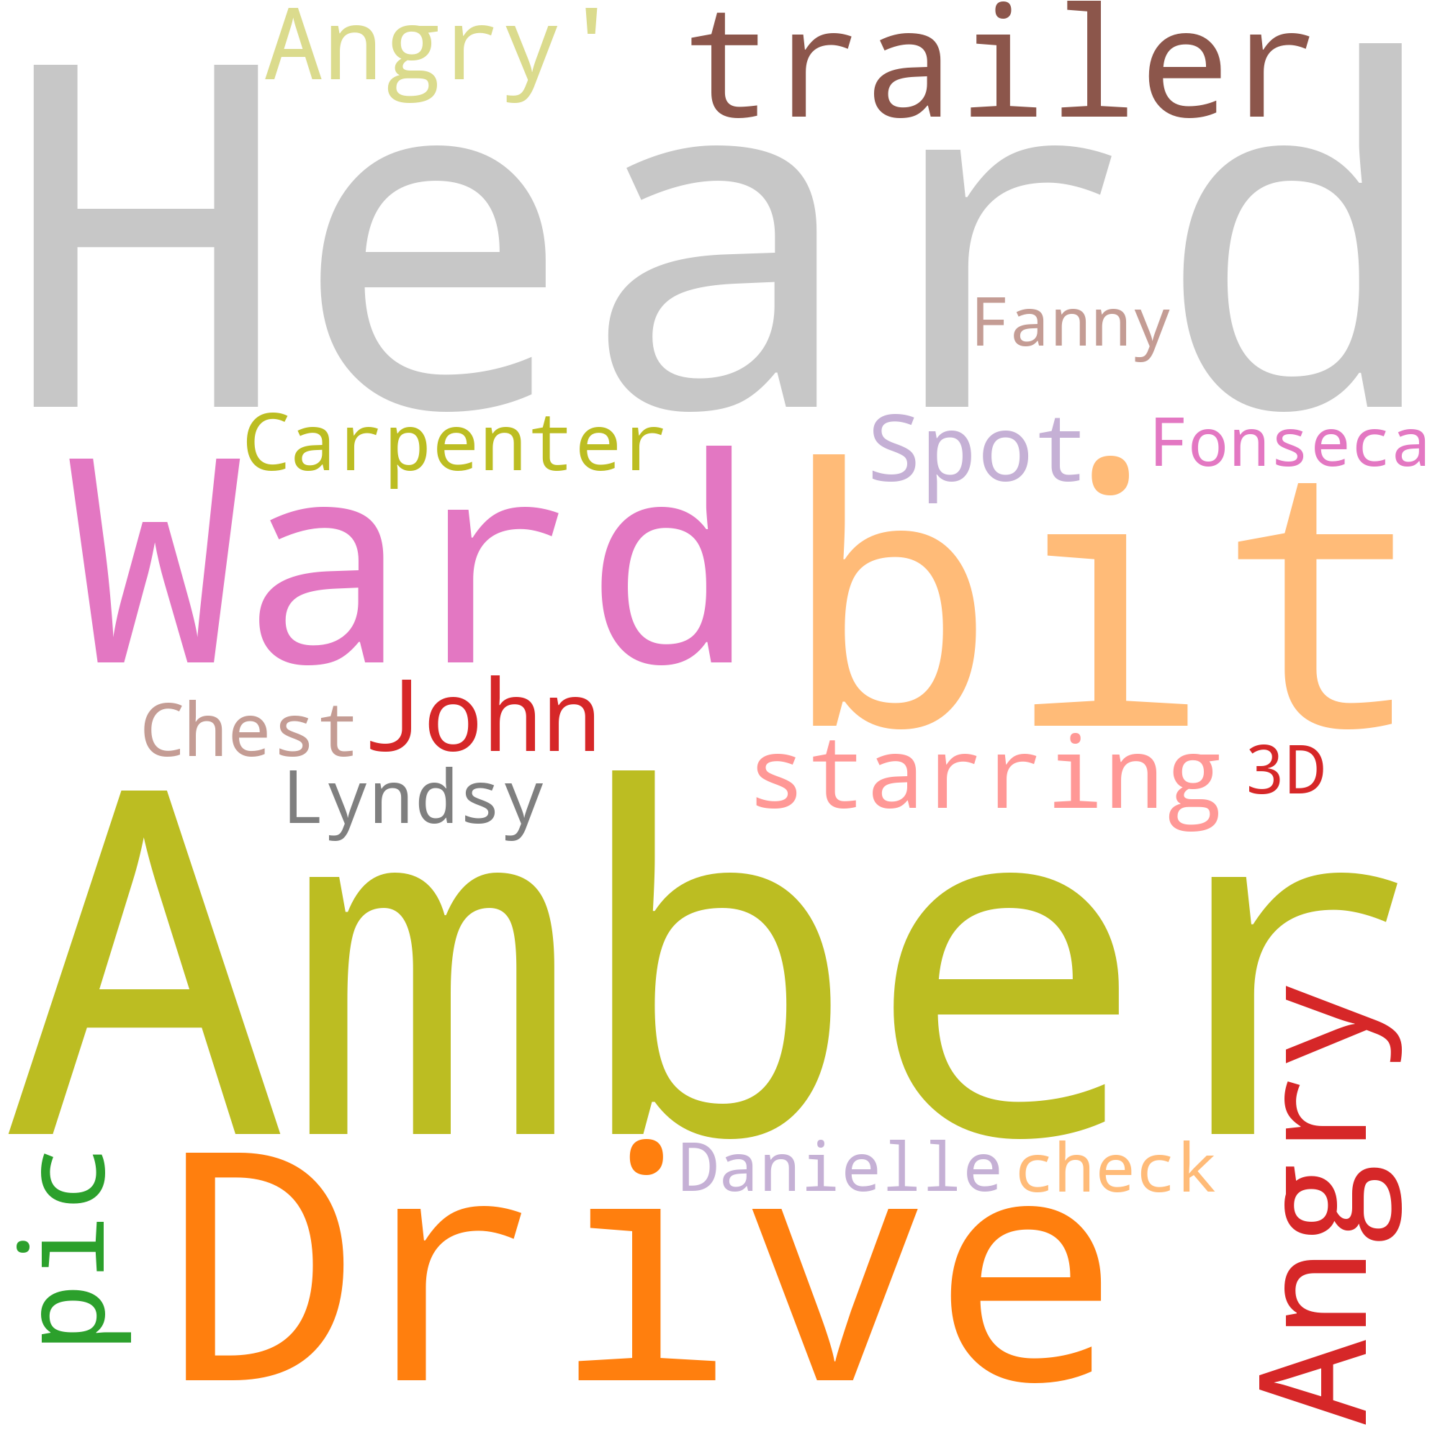 Angry' trailer
Heard
Fanny
Carpenter Spot Fonseca
Ward bit
Chest John
starring 3D
Lyndsy
Amber
Angry
pic
Danielle check
Drive